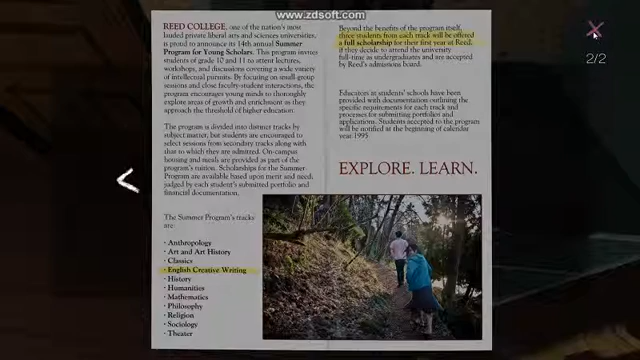 www.zdsoft.com
REED COLLEGE, one of the nation's most
lauded private liberal arts and sciences universities,
is proud to announce its 14th annual Summer
Program for Young Scholars. This program invites
students of grade 10 and 11 to attend lectures,
workshops, and discussions covering a wide variety
of intellectual pursuits. By focusing on small group
sessions and close faculty-student interactions, the
program encourages young minds to thoroughly
explore areas of growth and enrichment as they
approach the threshold of higher education.
The program is divided into distinct tracks by
subject matter, but students are encouraged to
select sessions from secondary tracks along with
that to which they are admitted. On-campus
housing and meals are provided as part of the
program's tuition. Scholarships for the Summer
Program are available based upon merit and need,
judged by each student's submitted portfolio and
financial documentation.
The Summer Program's tracks
are:
· Anthropology
· Art and Art History
· Classics
· English Creative Writing
· History
· Humanities
· Mathematics
· Philosophy
· Religion
· Sociology
· Theater
Beyond the benefits of the program itself,
three students from each track will be offered
a full scholarship for their first year at Reed,
if they decide to attend the university
full-time as undergraduates and are accepted
by Reed's admissions board.
Educators in students' schools have been
provided with documentation outlining the
specific requirements for each track and
processes for submitting portfolios and
applications. Students accepted to the program
will be notified at the beginning of calendar
year 1995.
EXPLORE. LEARN.
2/2